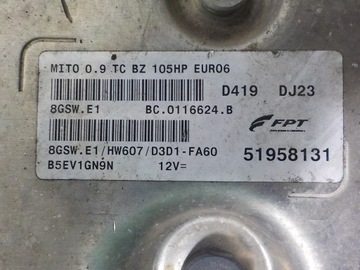 MITO 0.9 TC BZ 105HP EURO6
D419 DJ23
8GSW.E1 BC.0116624.B
FPT
8GSW.E1/HW607/D3D1-FA60 51958131
B5EV1GN9N 12V=